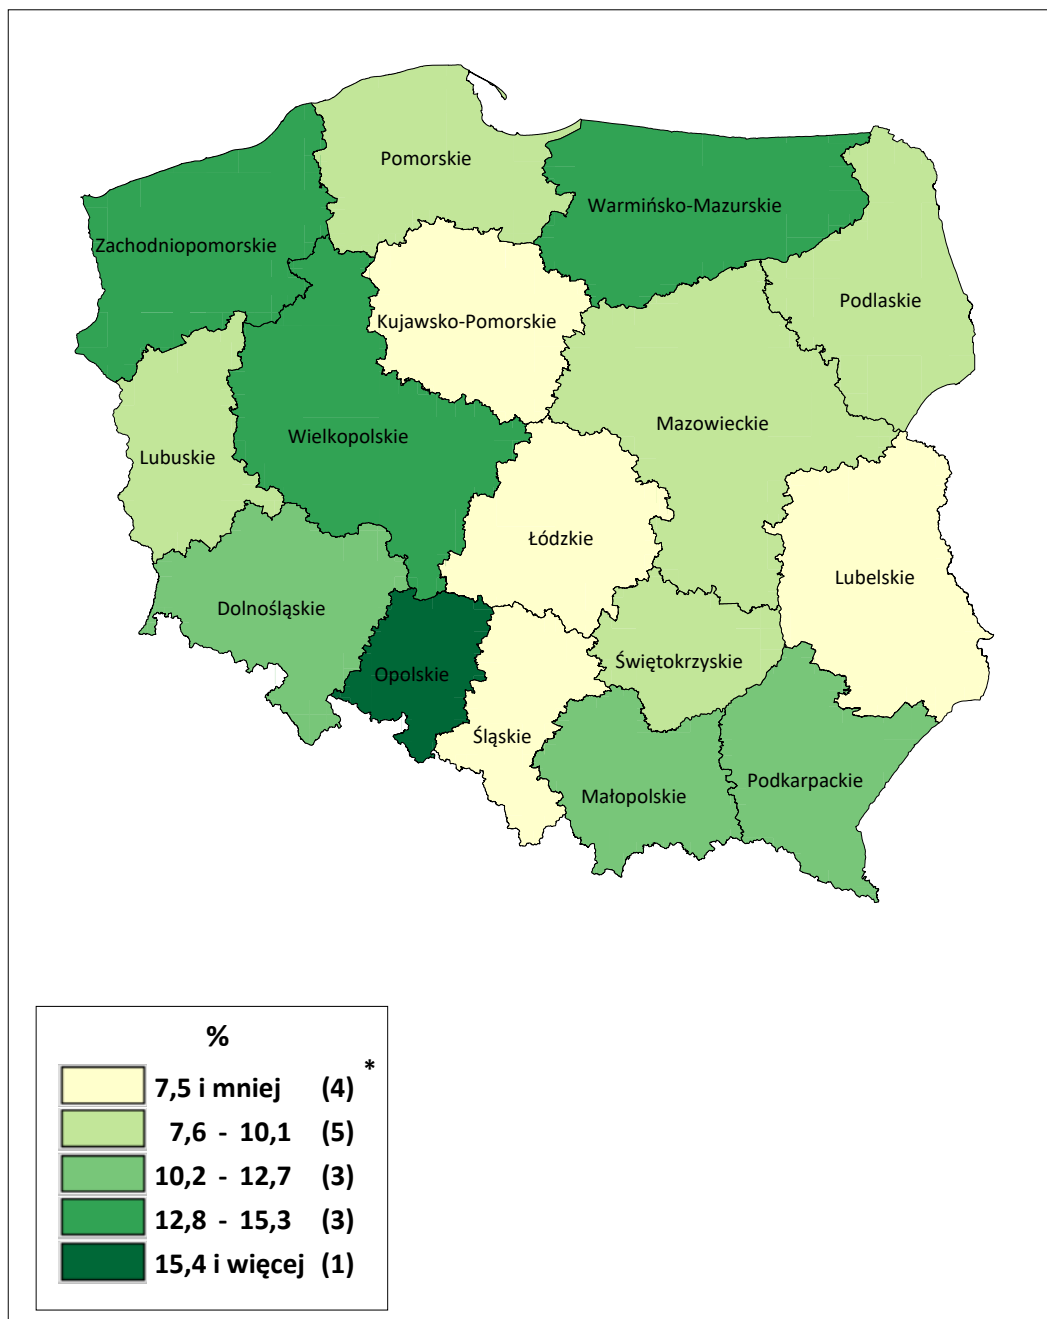 Pomorskie
Warmińsko-Mazurskie
Zachodniopomorskie
Podlaskie
Kujawsko-Pomorskie
Mazowieckie
Wielkopolskie
Lubuskie
Łódzkie
Lubelskie
Dolnośląskie
Świętokrzyskie
Opolskie
Śląskie
Podkarpackie
Małopolskie
%
7,5 i mniej (4) *
7,6 - 10,1 (5)
10,2 - 12,7 (3)
12,8 - 15,3 (3)
15,4 i więcej (1)